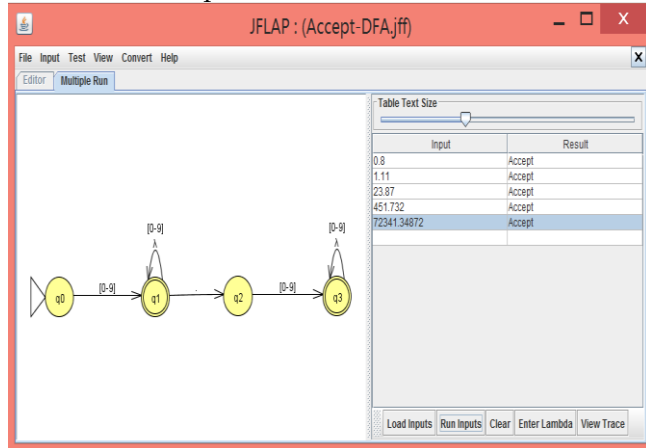 JFLAP : (Accept-DFA.jff)
File Input Test View Convert Help
X
Editor Multiple Run
Table Text Size
Input Result
0.8 Accept
1.11 Accept
23.87 Accept
451.732 Accept
72341.34872 Accept
[0-9] [0-9]
λ λ
q0 [0-9] q1 . q2 [0-9] q3
Load Inputs Run Inputs Clear Enter Lambda View Trace